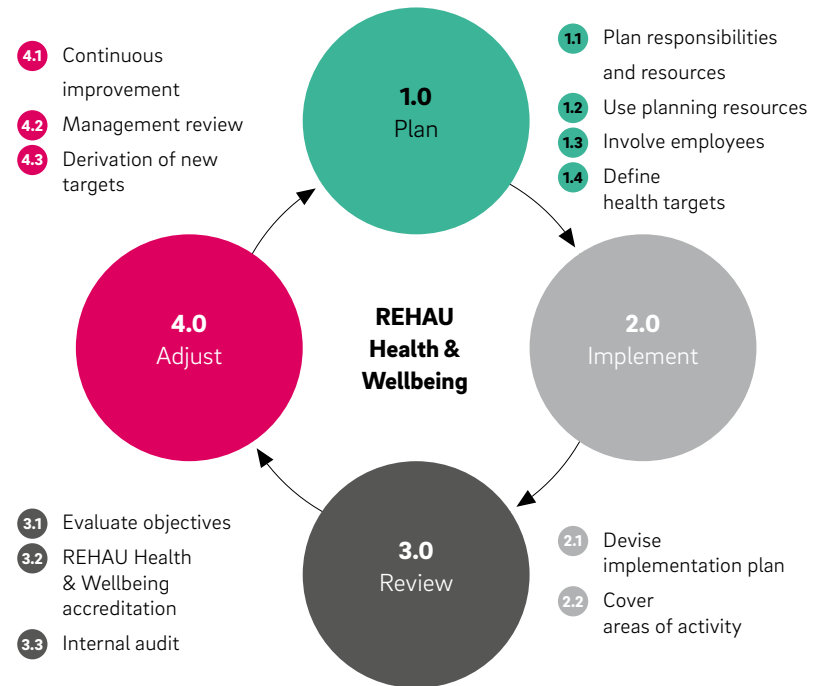 1.0
Plan
1.1 Plan responsibilities
and resources
1.2 Use planning resources
1.3 Involve employees
1.4 Define
health targets
2.0
Implement
2.1 Devise
implementation plan
2.2 Cover
areas of activity
3.0
Review
3.1 Evaluate objectives
3.2 REHAU Health
& Wellbeing
accreditation
3.3 Internal audit
4.0
Adjust
4.1 Continuous
improvement
4.2 Management review
4.3 Derivation of new
targets
REHAU
Health &
Wellbeing